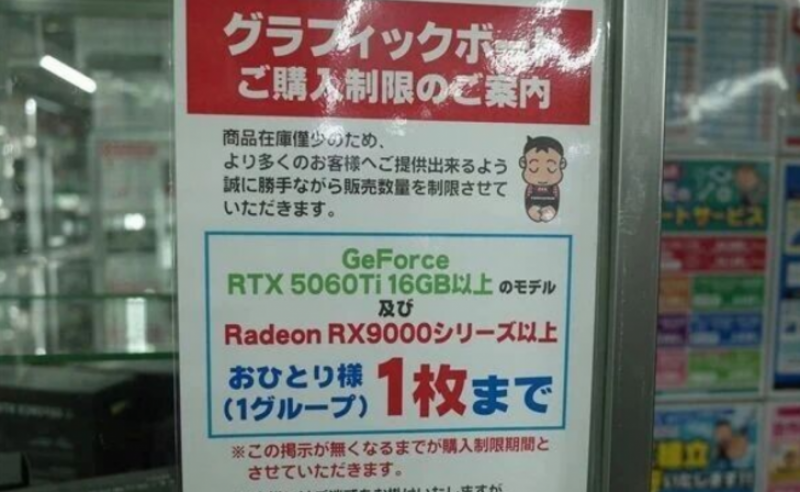 グラフィックボード
ご購入制限のご案内
商品在庫僅少のため、
より多くのお客様へご提供出来るよう
誠に勝手ながら販売数量を制限させて
いただきます。
GeForce
RTX 5060Ti 16GB以上 のモデル
及び
Radeon RX9000シリーズ以上
おひとり様
(1グループ) 1枚まで
※この掲示が無くなるまでが購入制限期間と
させていただきます。
ートサービス